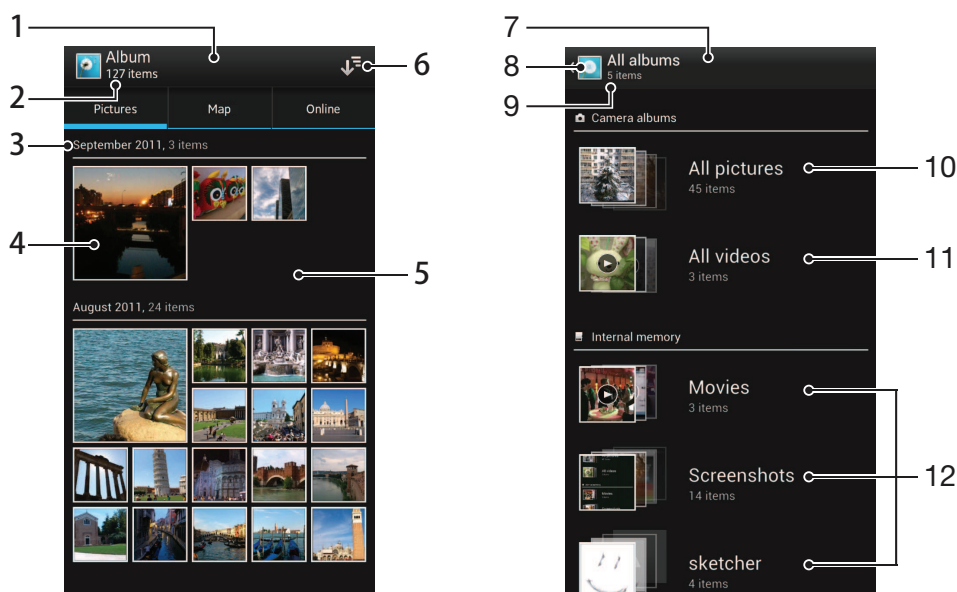 1
Album
127 items
2
6
Pictures
Map
Online
3
September 2011, 3 items
4
5
August 2011, 24 items
7
8
All albums
5 items
9
Camera albums
All pictures
45 items
10
All videos
3 items
11
Internal memory
Movies
3 items
Screenshots
14 items
12
sketcher
4 items